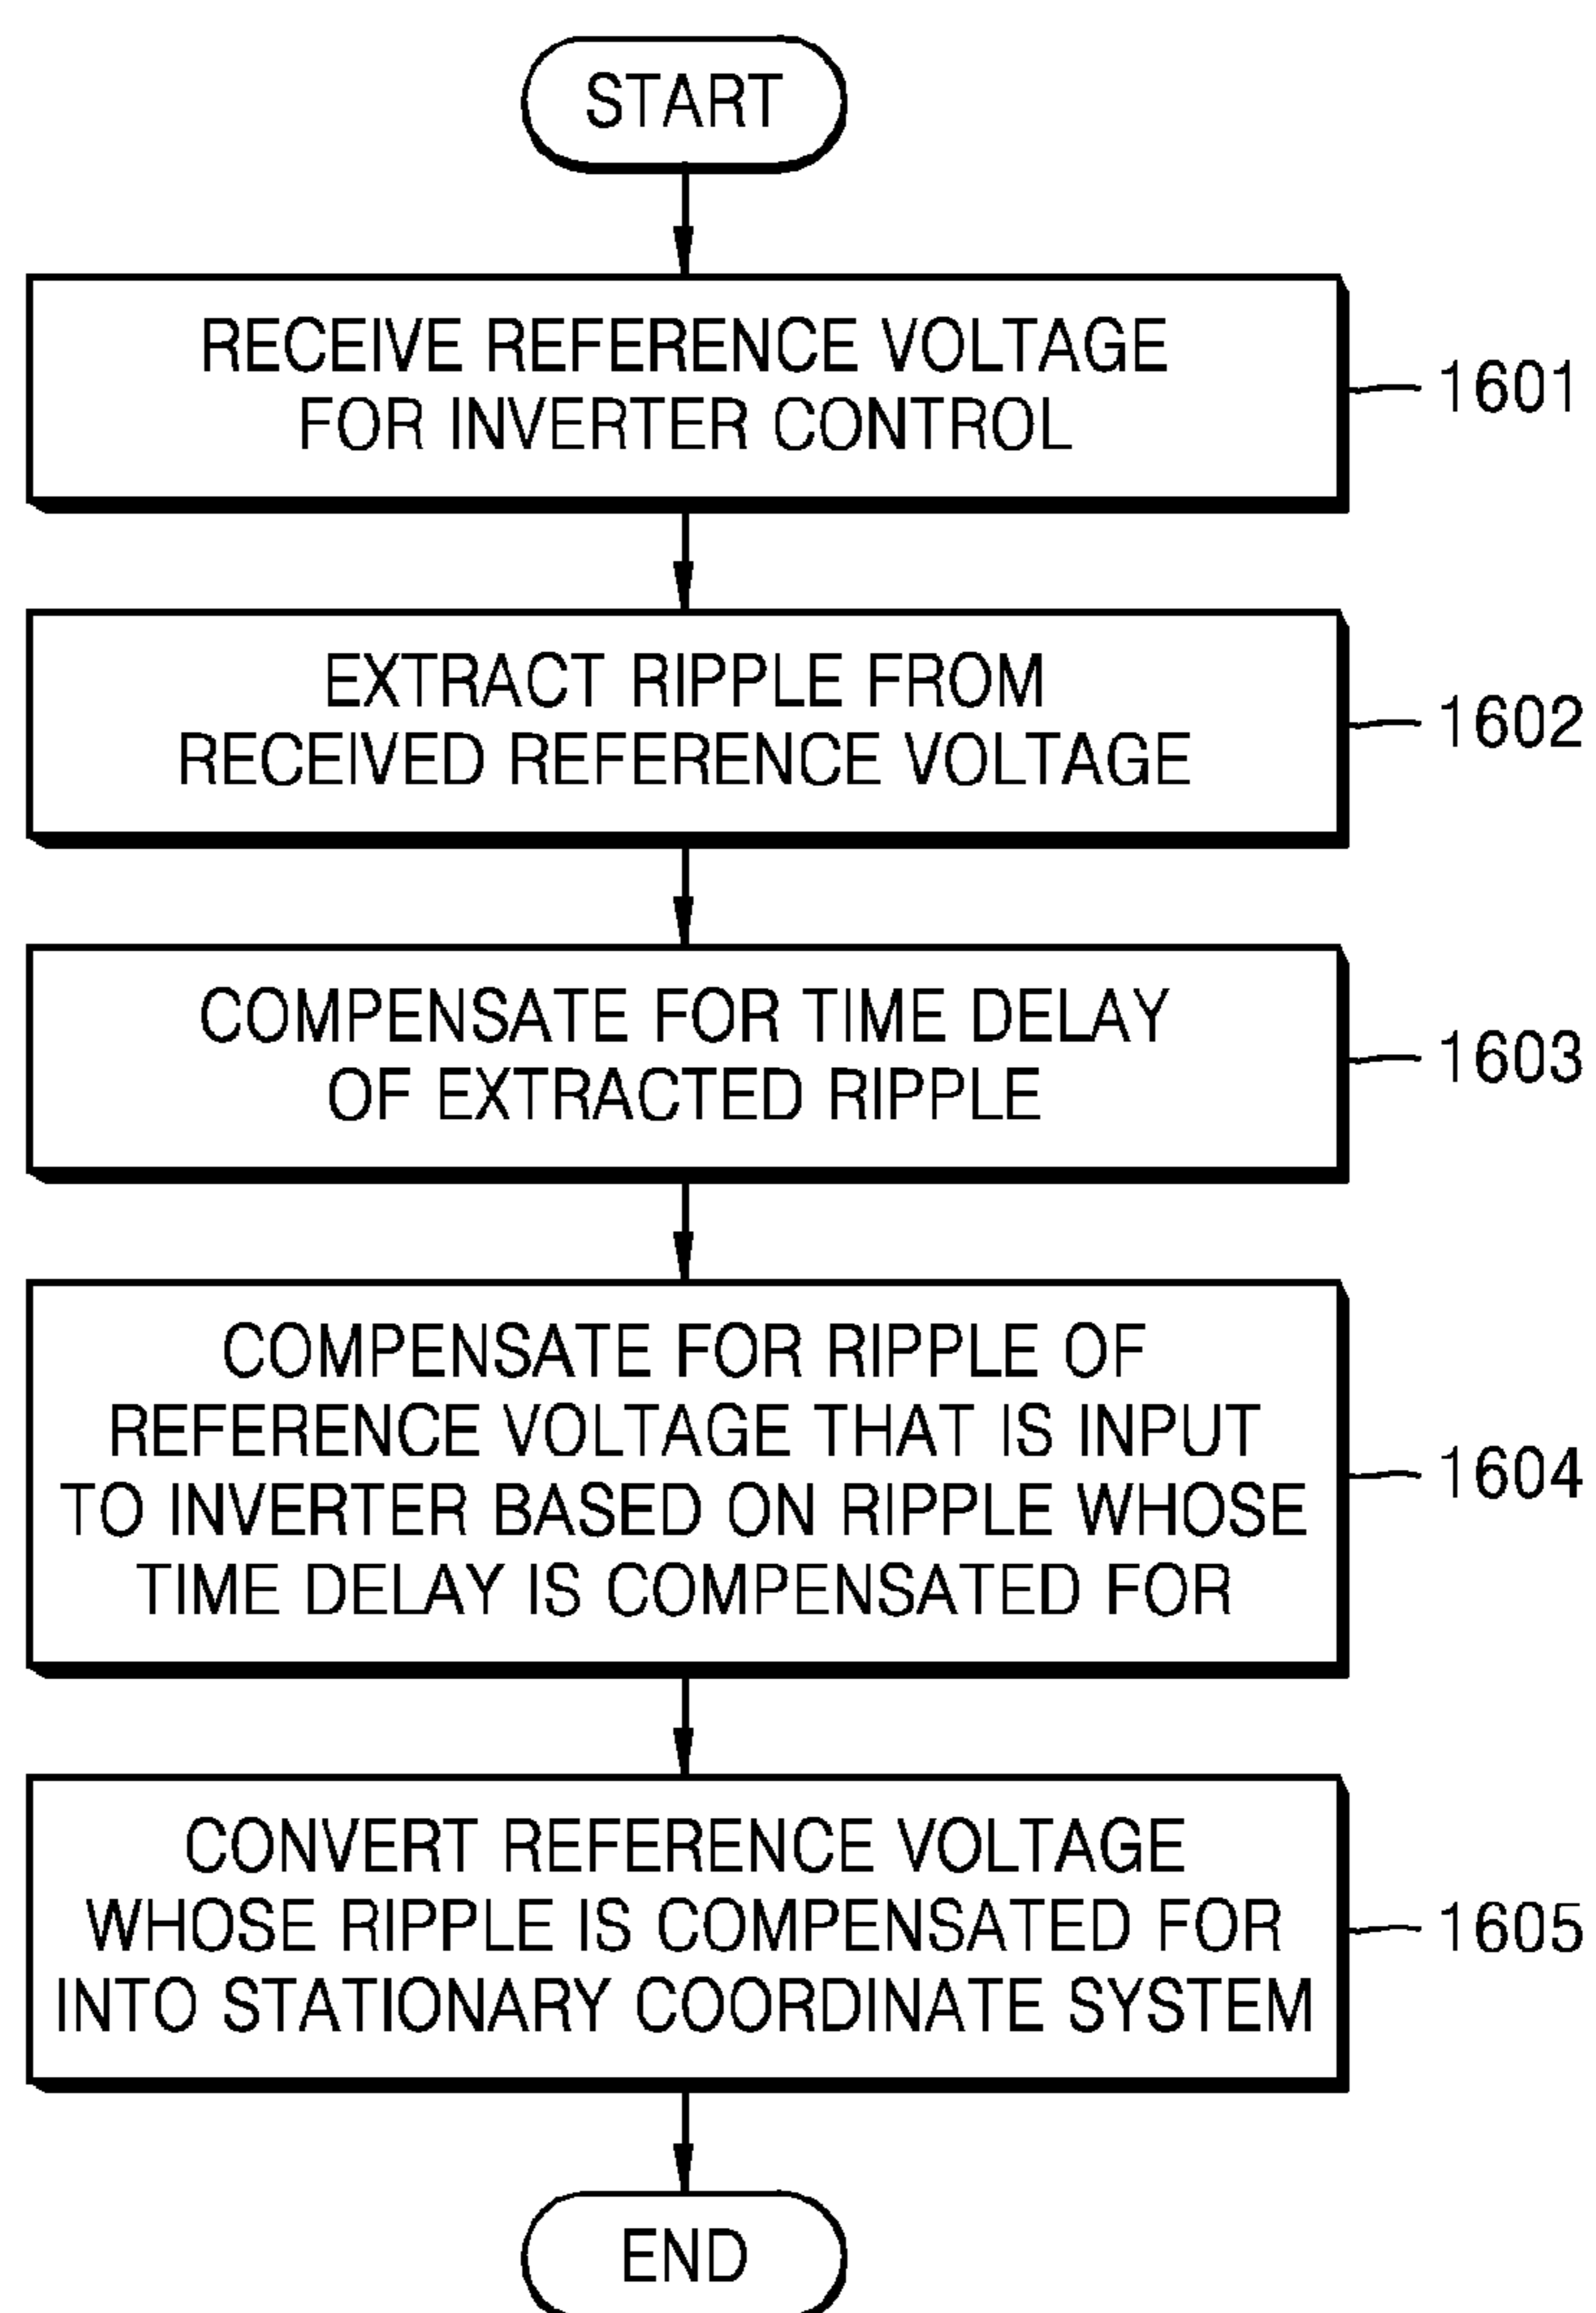 START
RECEIVE REFERENCE VOLTAGE
FOR INVERTER CONTROL
1601
EXTRACT RIPPLE FROM
RECEIVED REFERENCE VOLTAGE
1602
COMPENSATE FOR TIME DELAY
OF EXTRACTED RIPPLE
1603
COMPENSATE FOR RIPPLE OF
REFERENCE VOLTAGE THAT IS INPUT
TO INVERTER BASED ON RIPPLE WHOSE
TIME DELAY IS COMPENSATED FOR
1604
CONVERT REFERENCE VOLTAGE
WHOSE RIPPLE IS COMPENSATED FOR
INTO STATIONARY COORDINATE SYSTEM
1605
END